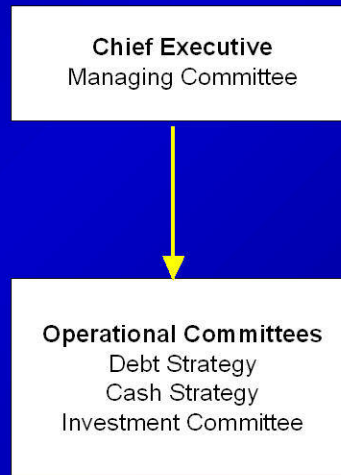 Chief Executive
Managing Committee
Operational Committees
Debt Strategy
Cash Strategy
Investment Committee